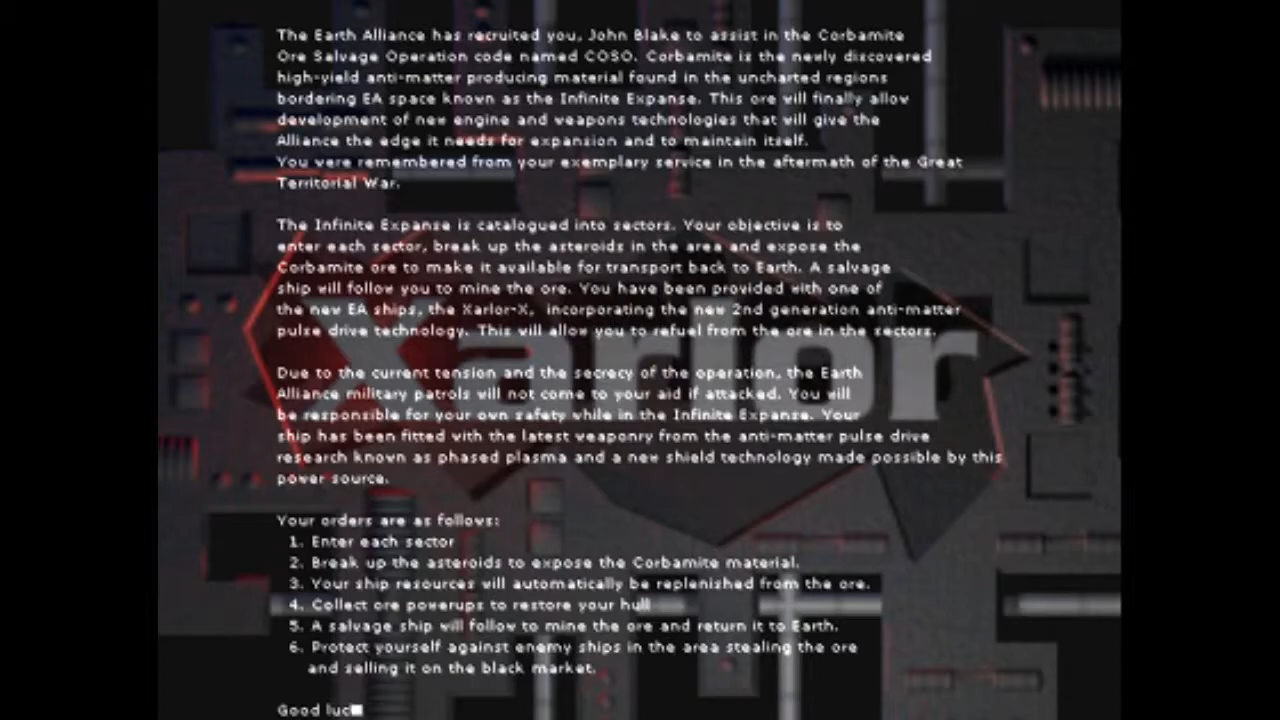 The Earth Alliance has recruited you, John Blake to assist in the Corbamite
Ore Salvage Operation code named COSO. Corbamite is the newly discovered
high-yield anti-matter producing material found in the uncharted regions
bordering EA space known as the Infinite Expanse. This ore will finally allow
development of new engine and weapons technologies that will give the
Alliance the edge it needs for expansion and to maintain itself.
You were remembered from your exemplary service in the aftermath of the Great
Territorial War.
The Infinite Expanse is catalogued into sectors. Your objective is to
enter each sector, break up the asteroids in the area and expose the
Corbamite ore to make it available for transport back to Earth. A salvage
ship will follow you to mine the ore. You have been provided with one of
the new EA ships, the Xarlor-X,  incorporating the new 2nd generation anti-matter
pulse drive technology. This will allow you to refuel from the ore in the sectors.
Xarlor
Due to the current tension and the secrecy of the operation, the Earth
Alliance military patrols will not come to your aid if attacked. You will
be responsible for your own safety while in the Infinite Expanse. Your
ship has been fitted with the latest weaponry from the anti-matter pulse drive
research known as phased plasma and a new shield technology made possible by this
power source.
Your orders are as follows:
1. Enter each sector
2. Break up the asteroids to expose the Corbamite material.
3. Your ship resources will automatically be replenished from the ore.
4. Collect ore powerups to restore your hull
5. A salvage ship will follow to mine the ore and return it to Earth.
6. Protect yourself against enemy ships in the area stealing the ore
and selling it on the black market.
Good luc